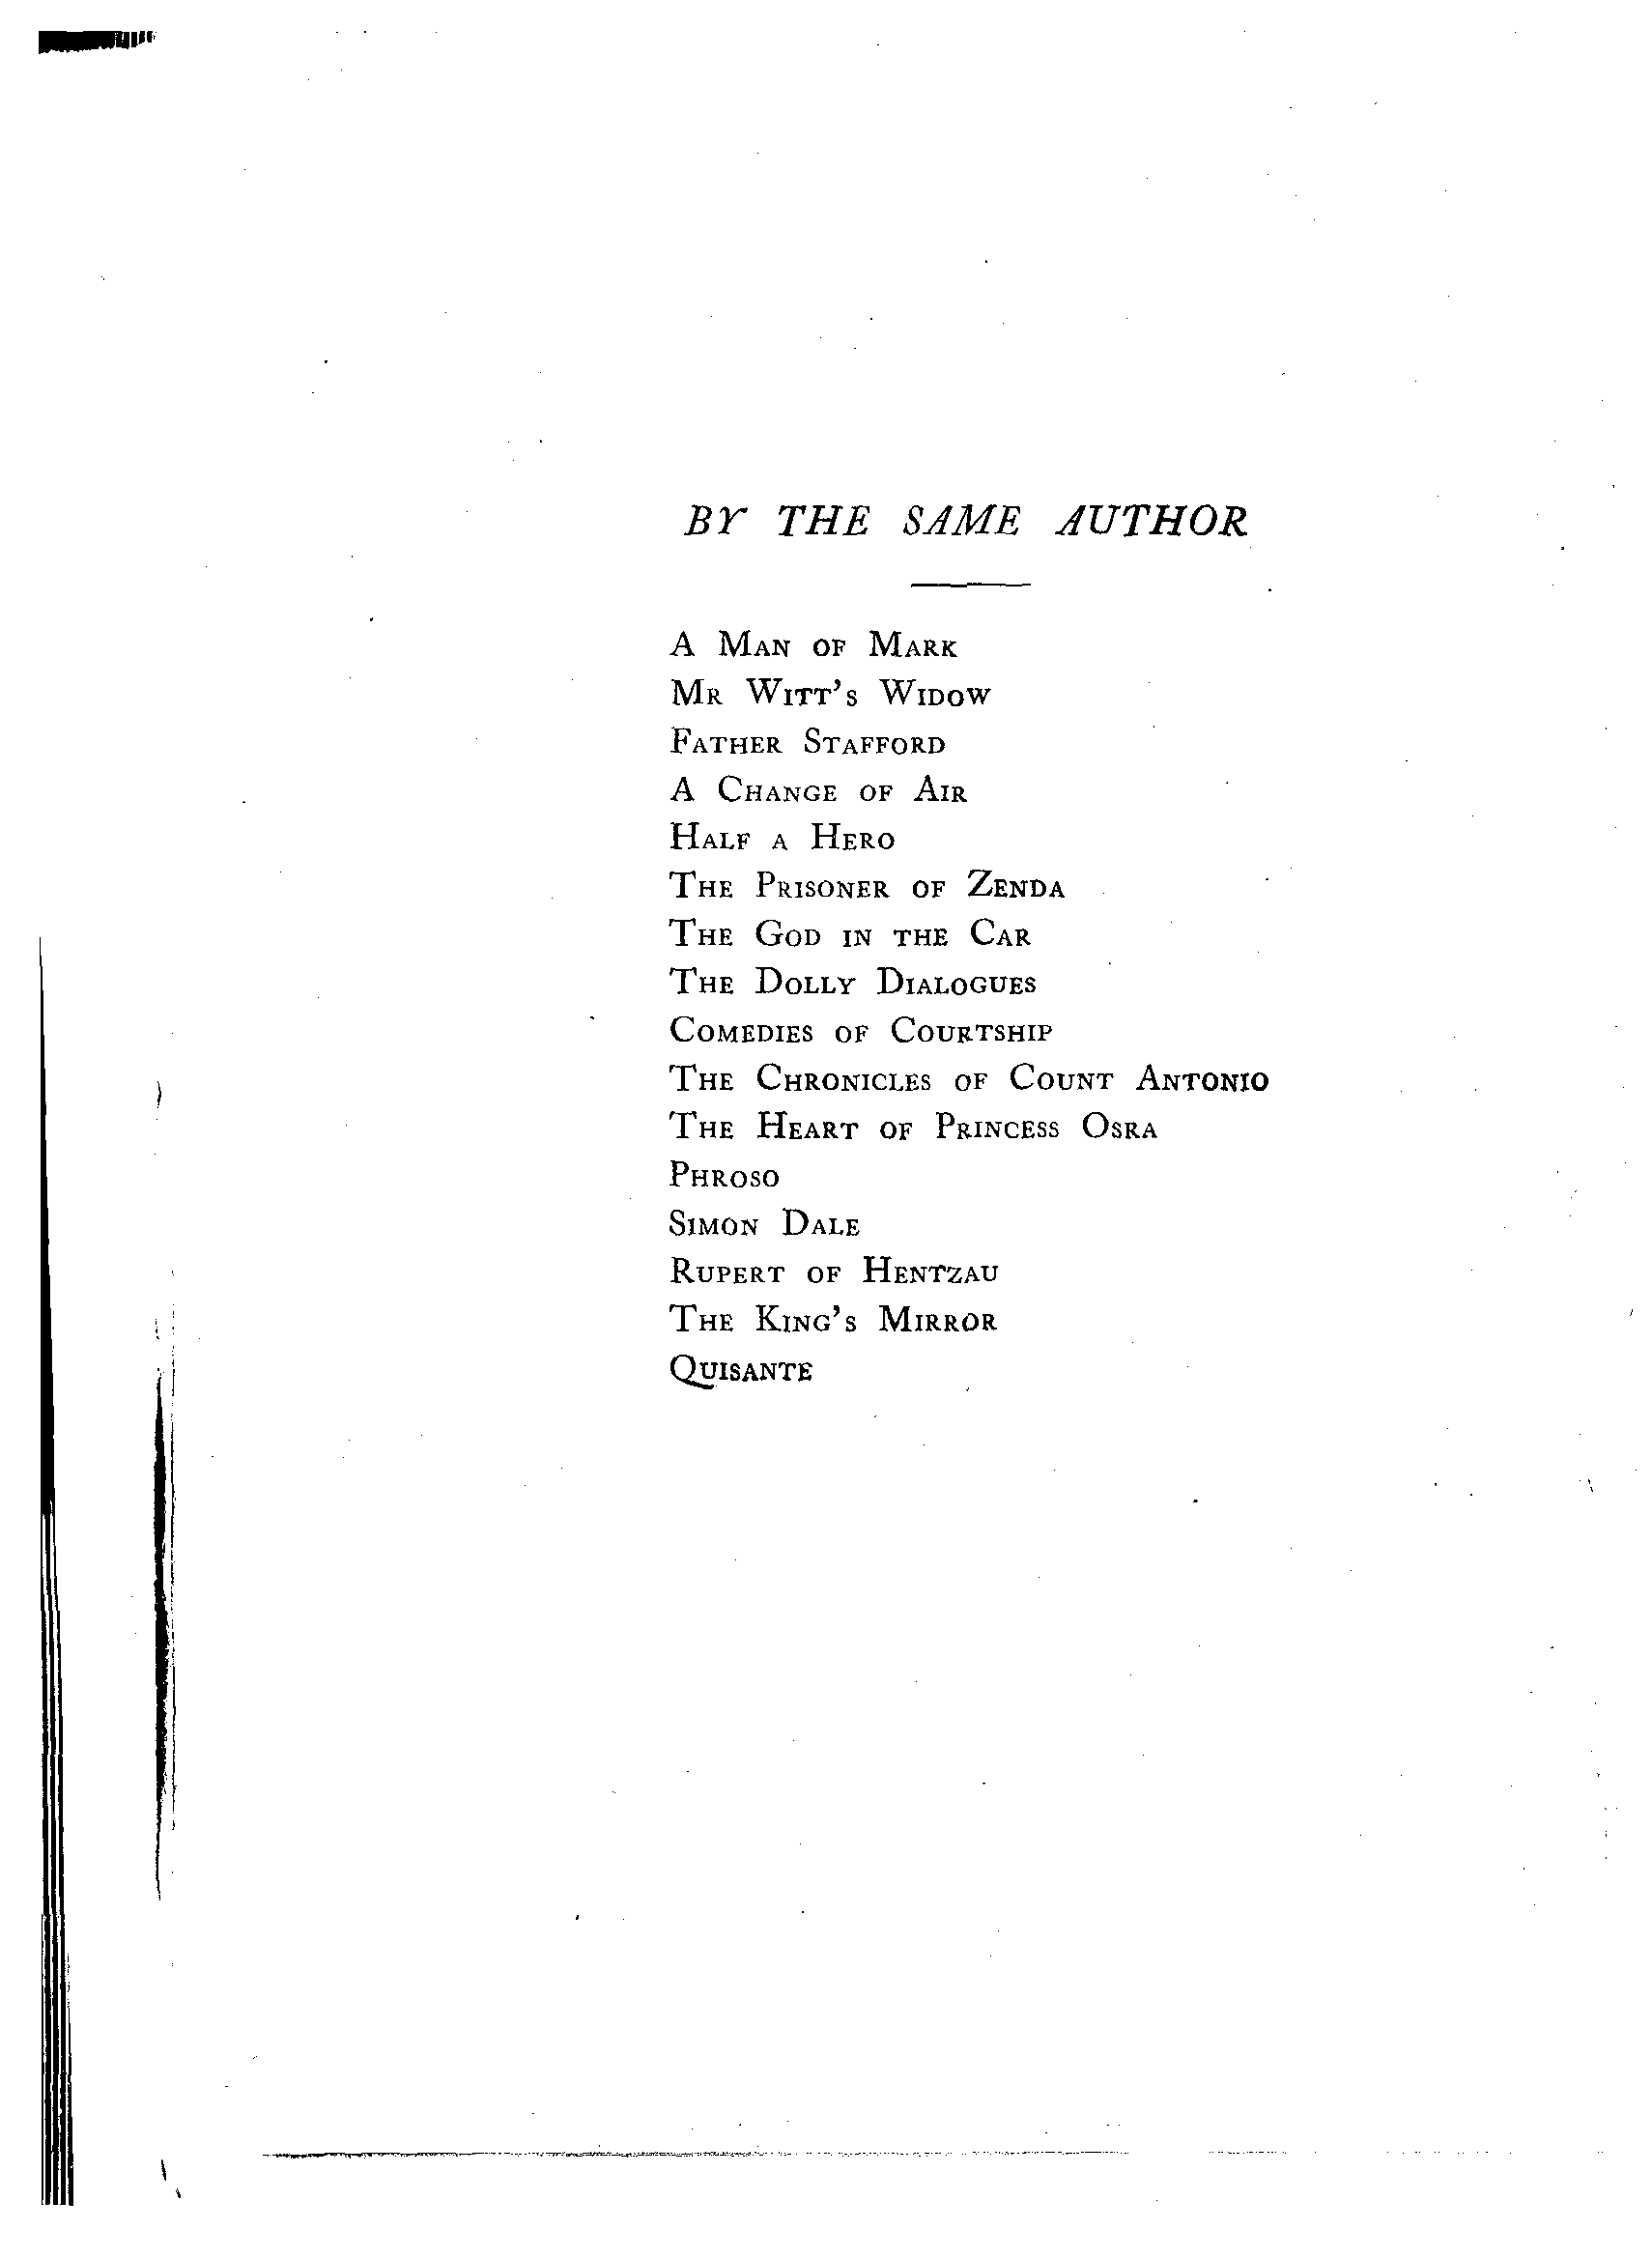 BY THE SAME AUTHOR
A Man of Mark
Mr Witt's Widow
Father Stafford
A Change of Air
Half a Hero
The Prisoner of Zenda
The God in the Car
The Dolly Dialogues
Comedies of Courtship
The Chronicles of Count Antonio
The Heart of Princess Osra
Phroso
Simon Dale
Rupert of Hentzau
The King's Mirror
Quisante